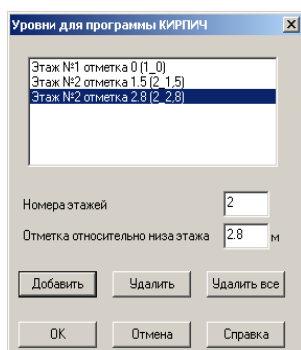 Уровни для программы КИРПИЧ
Этаж №1 отметка 0 (1_0)
Этаж №2 отметка 1.5 (2_1,5)
Этаж №2 отметка 2.8 (2_2,8)
Номера этажей 2
Отметка относительно низа этажа 2.8 м
Добавить Удалить Удалить все
OK Отмена Справка